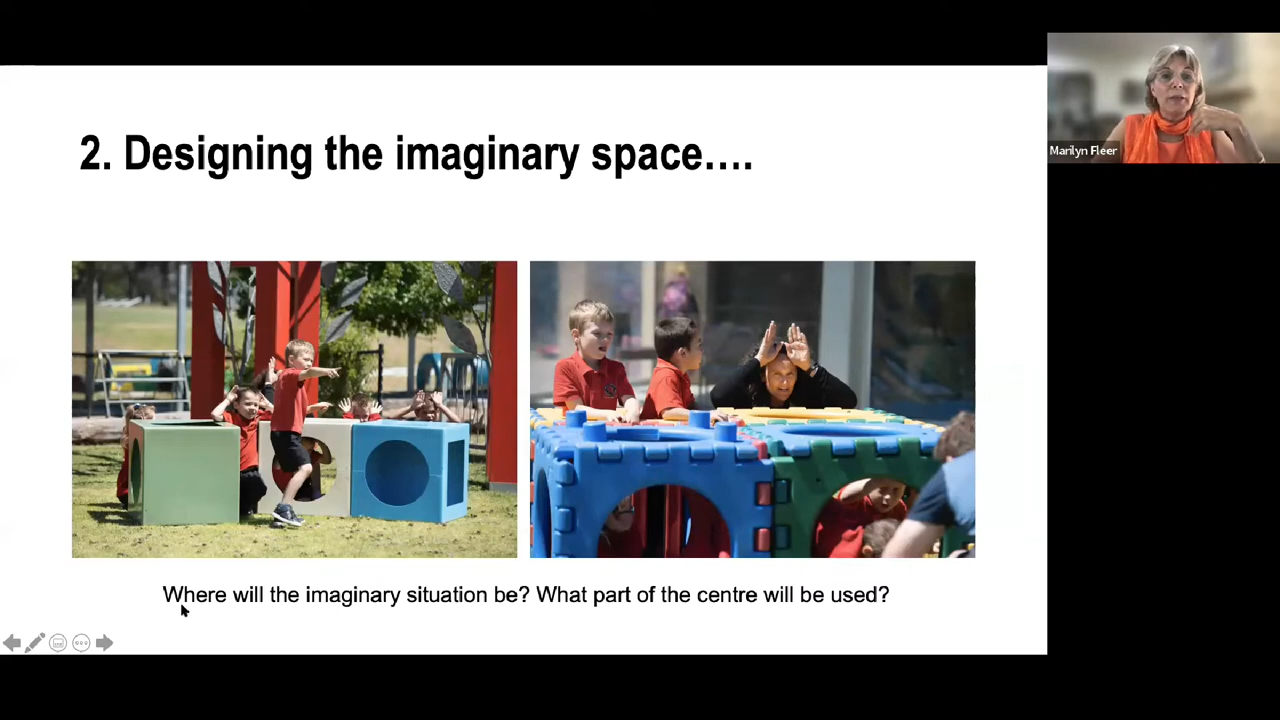 2. Designing the imaginary space....
Marilyn Fleer
Where will the imaginary situation be? What part of the centre will be used?